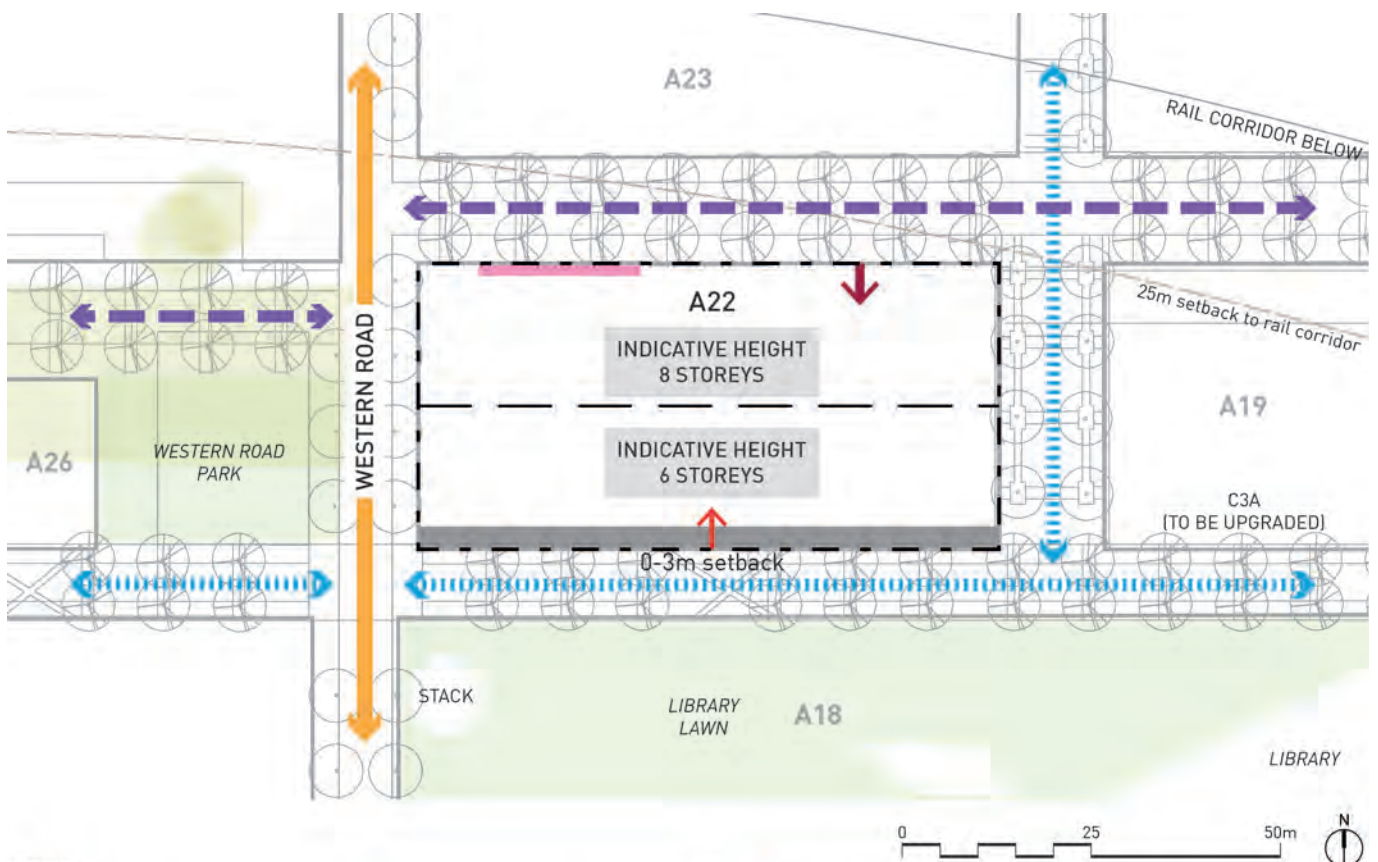 A23
RAIL CORRIDOR BELOW
A22
25m setback to rail corridor
INDICATIVE HEIGHT
8 STOREYS
WESTERN ROAD
A19
A26
WESTERN ROAD
PARK
INDICATIVE HEIGHT
6 STOREYS
C3A
(TO BE UPGRADED)
0-3m setback
STACK
LIBRARY
LAWN
A18
LIBRARY
0
25
50m
N